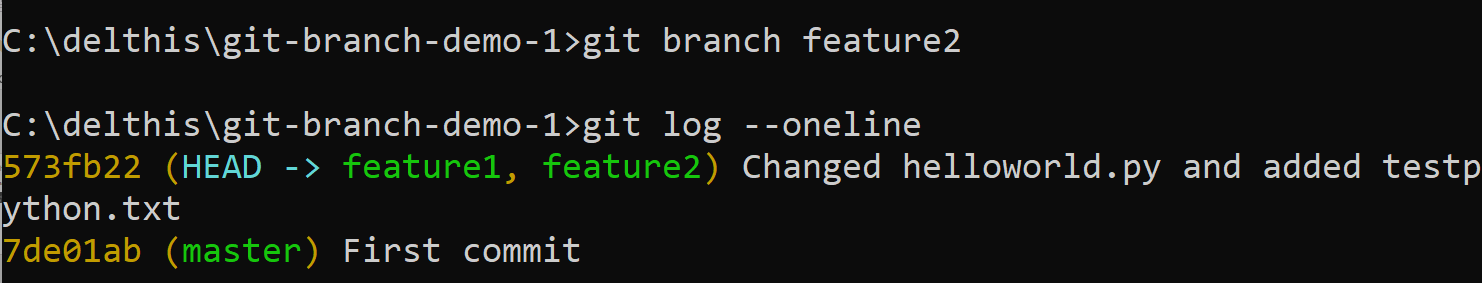 C:\delthis\git-branch-demo-1>git branch feature2
C:\delthis\git-branch-demo-1>git log --oneline
573fb22 (HEAD -> feature1, feature2) Changed helloworld.py and added testp
ython.txt
7de01ab (master) First commit